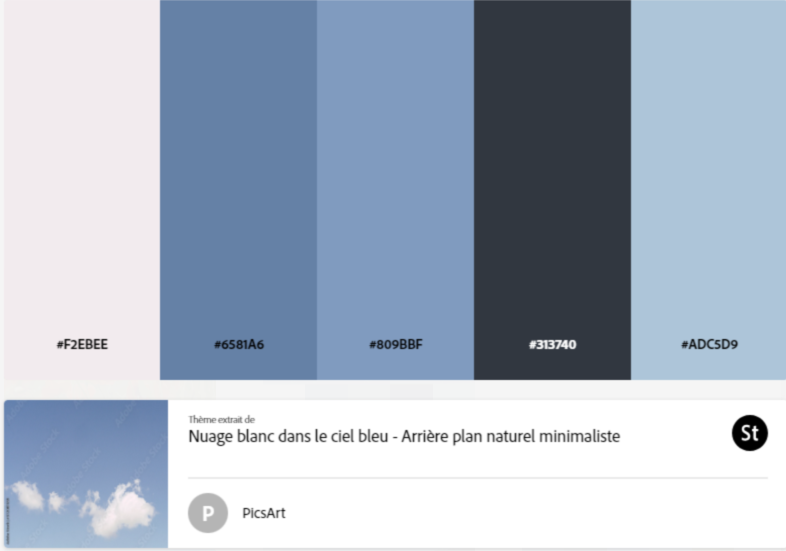 #F2EBEE
#6581A6
#809BBF
#313740
#ADC5D9
Thème extrait de
Nuage blanc dans le ciel bleu - Arrière plan naturel minimaliste
St
P
PicsArt